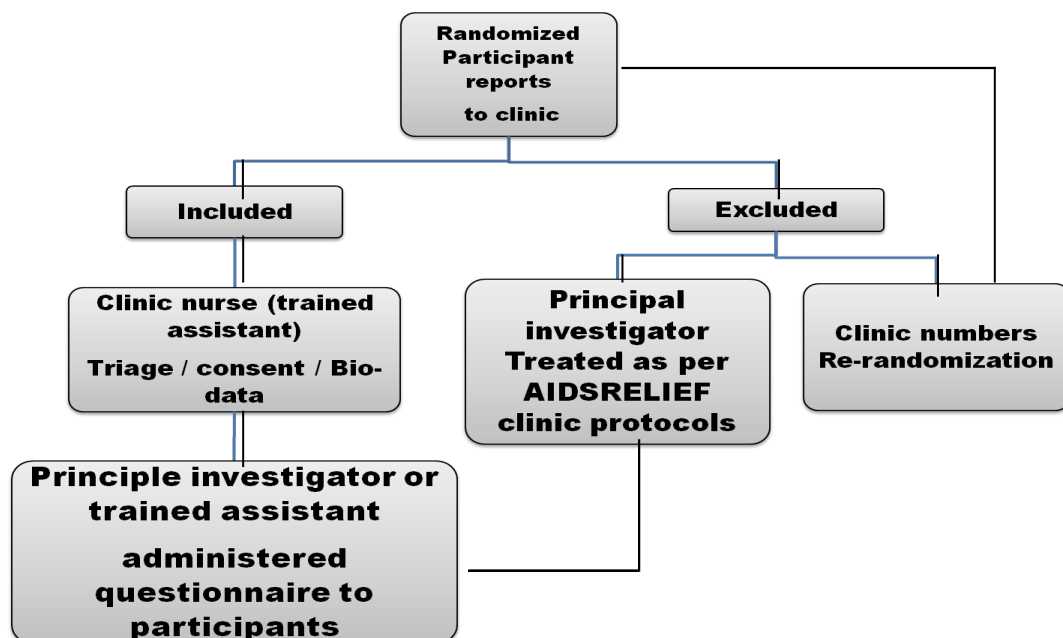 Randomized
Participant
reports
to clinic
Included
Excluded
Clinic nurse (trained
assistant)
Triage / consent / Bio-
data
Principal
investigator
Treated as per
AIDSRELIEF
clinic protocols
Clinic numbers
Re-randomization
Principle investigator or
trained assistant
administered
questionnaire to
participants